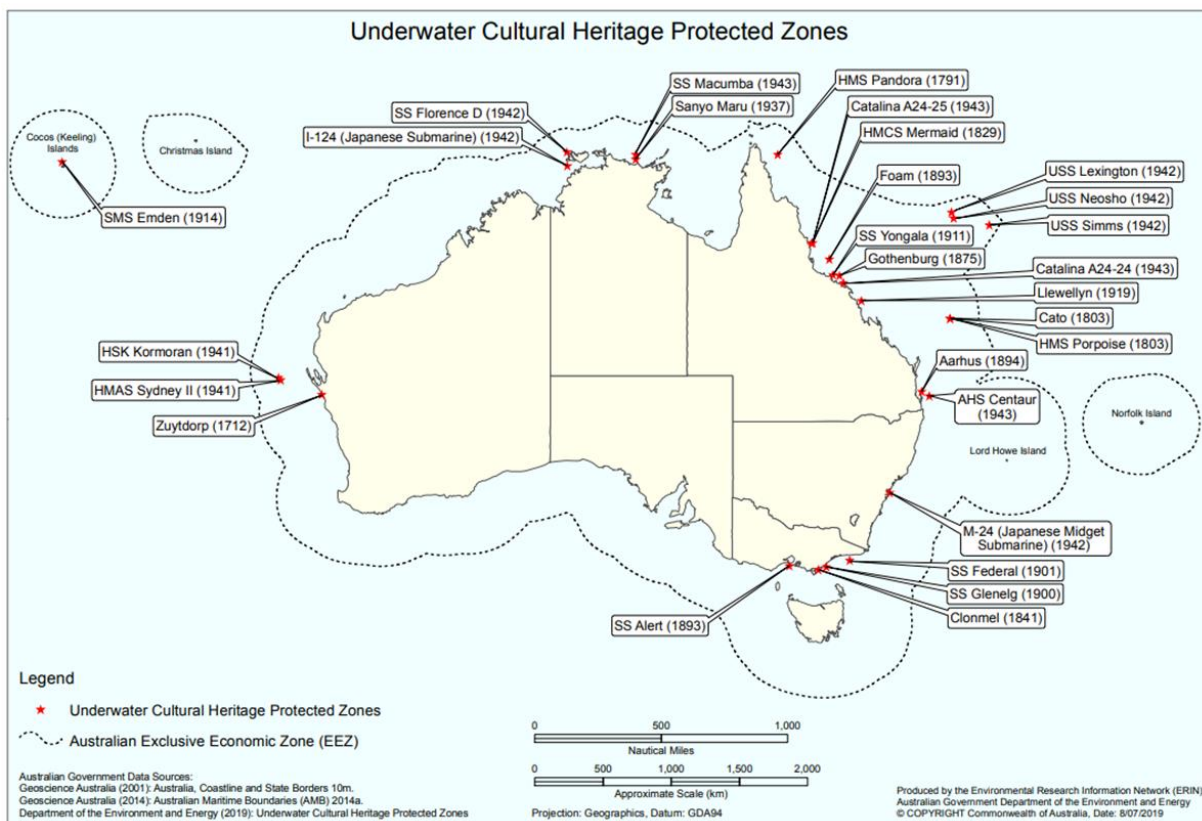 Underwater Cultural Heritage Protected Zones
SS Macumba (1943)
HMS Pandora (1791)
SS Florence D (1942)
Sanyo Maru (1937)
Catalina A24-25 (1943)
I-124 (Japanese Submarine) (1942)
HMCS Mermaid (1829)
Cocos (Keeling)
Islands
Christmas Island
Foam (1893)
USS Lexington (1942)
USS Neosho (1942)
SMS Emden (1914)
USS Simms (1942)
SS Yongala (1911)
Gothenburg (1875)
Catalina A24-24 (1943)
Llewellyn (1919)
Cato (1803)
HMS Porpoise (1803)
HSK Kormoran (1941)
Aarhus (1894)
HMAS Sydney II (1941)
AHS Centaur
(1943)
Norfolk Island
Zuytdorp (1712)
Lord Howe Island
M-24 (Japanese Midget
Submarine) (1942)
SS Federal (1901)
SS Glenelg (1900)
Clonmel (1841)
SS Alert (1893)
Legend
Underwater Cultural Heritage Protected Zones
Australian Exclusive Economic Zone (EEZ)
0 500 1,000
Nautical Miles
0 500 1,000 1,500 2,000
Approximate Scale (km)
Australian Government Data Sources:
Geoscience Australia (2001): Australia, Coastline and State Borders 10m.
Geoscience Australia (2014): Australian Maritime Boundaries (AMB) 2014a.
Department of the Environment and Energy (2019): Underwater Cultural Heritage Protected Zones
Projection: Geographics, Datum: GDA94
Produced by the Environmental Research Information Network (ERIN)
Australian Government Department of the Environment and Energy
© COPYRIGHT Commonwealth of Australia, Date: 8/07/2019